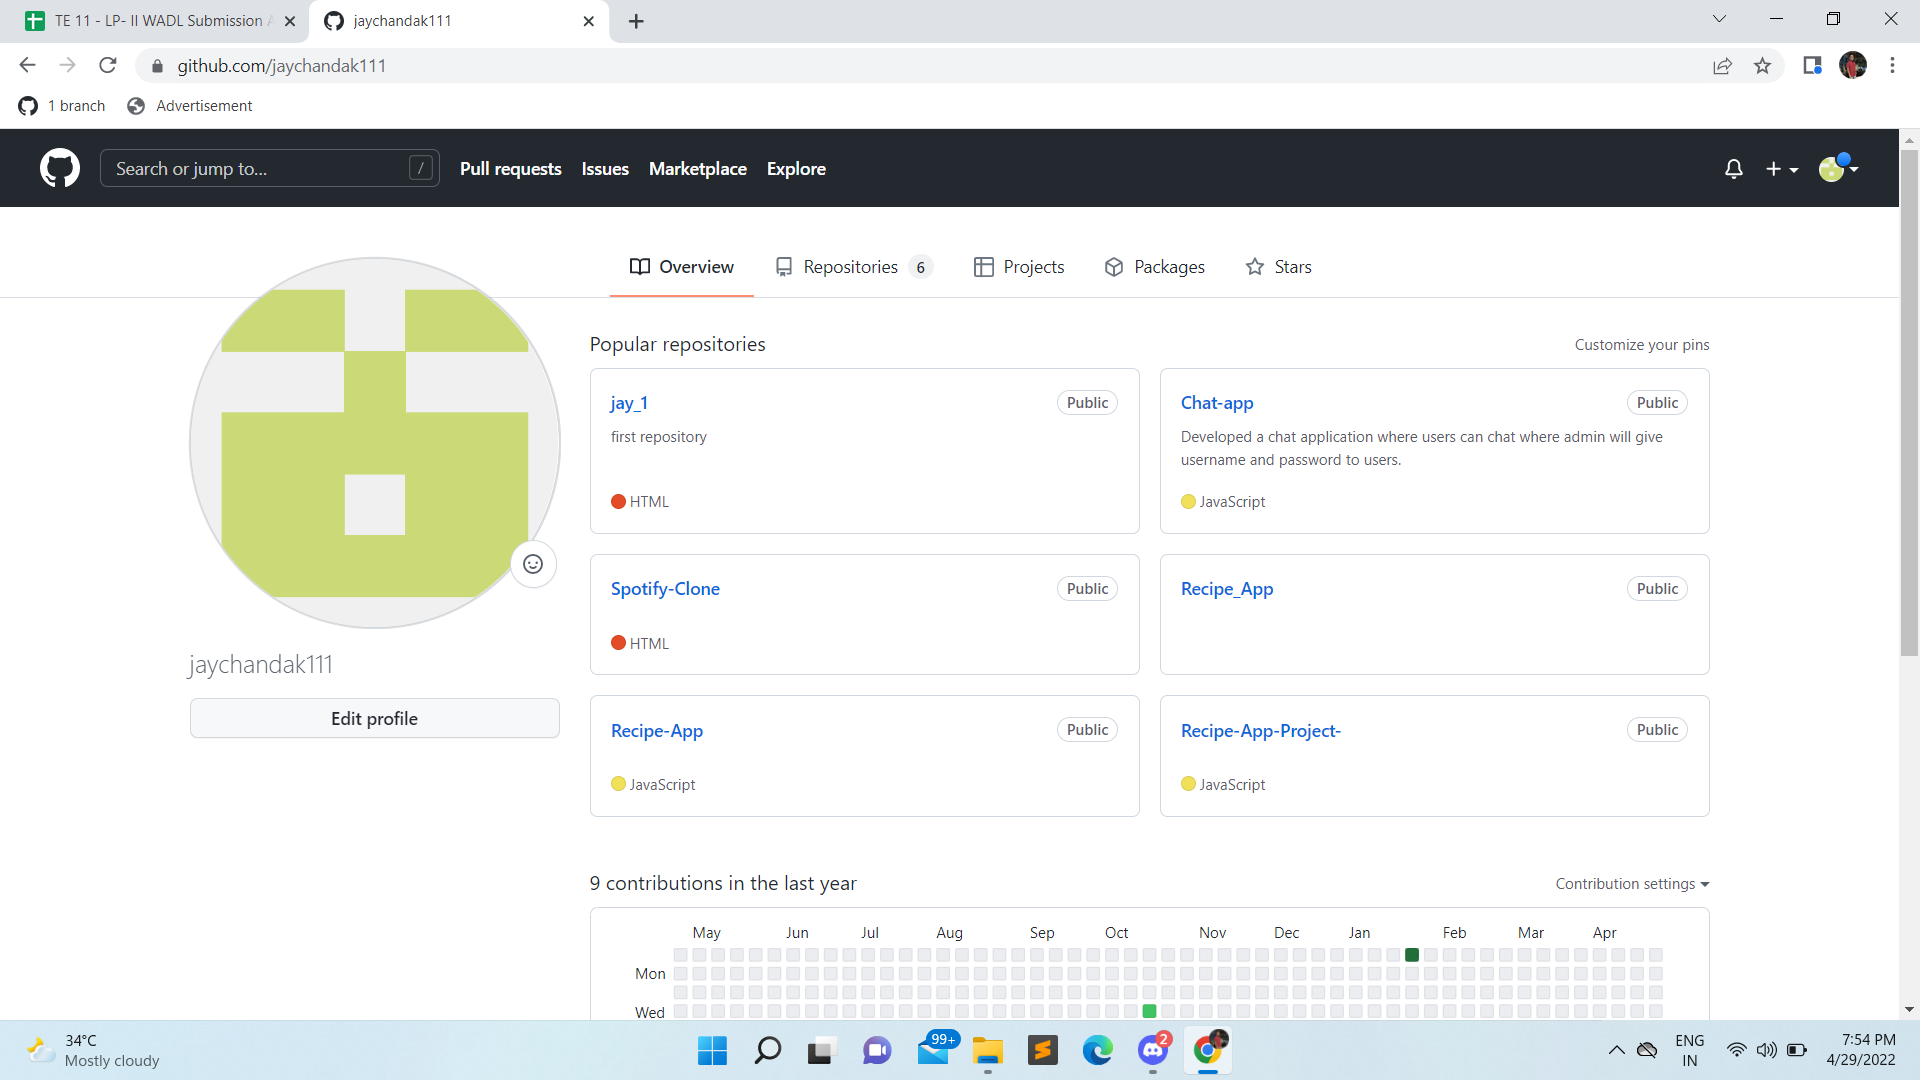 TE 11 - LP- II WADL Submission
jaychandak111
github.com/jaychandak111
1 branch
Advertisement
Search or jump to...
/
Pull requests
Issues
Marketplace
Explore
Overview
Repositories 6
Projects
Packages
Stars
jaychandak111
Edit profile
Popular repositories
Customize your pins
jay_1
Public
first repository
HTML
Chat-app
Public
Developed a chat application where users can chat where admin will give
username and password to users.
JavaScript
Spotify-Clone
Public
HTML
Recipe_App
Public
Recipe-App
Public
JavaScript
Recipe-App-Project-
Public
JavaScript
9 contributions in the last year
Contribution settings
May Jun Jul Aug Sep Oct Nov Dec Jan Feb Mar Apr
Mon
Wed
34°C
Mostly cloudy
99+
2
ENG
IN
7:54 PM
4/29/2022